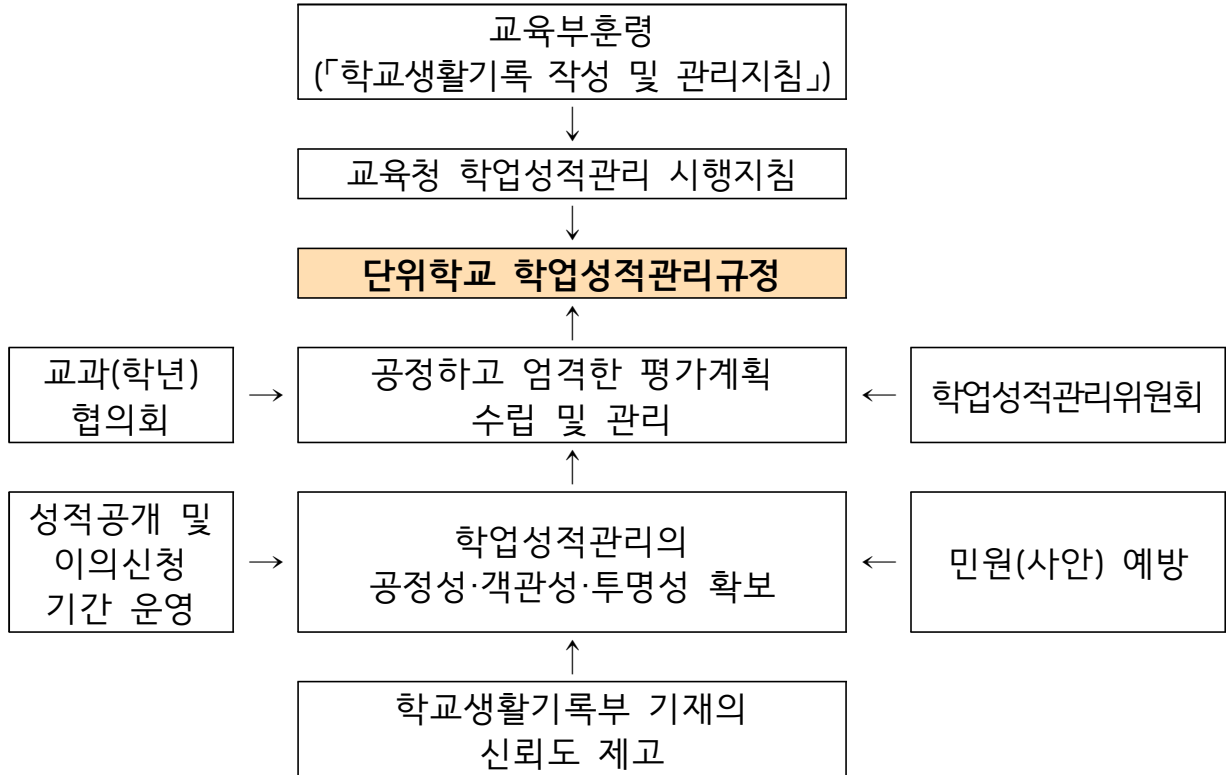 교육부훈령
(「학교생활기록 작성 및 관리지침」)
↓
교육청 학업성적관리 시행지침
↓
단위학교 학업성적관리규정
↑
교과(학년)
협의회
→
공정하고 엄격한 평가계획
수립 및 관리
←
학업성적관리위원회
↑
성적공개 및
이의신청
기간 운영
→
학업성적관리의
공정성·객관성·투명성 확보
←
민원(사안) 예방
↑
학교생활기록부 기재의
신뢰도 제고